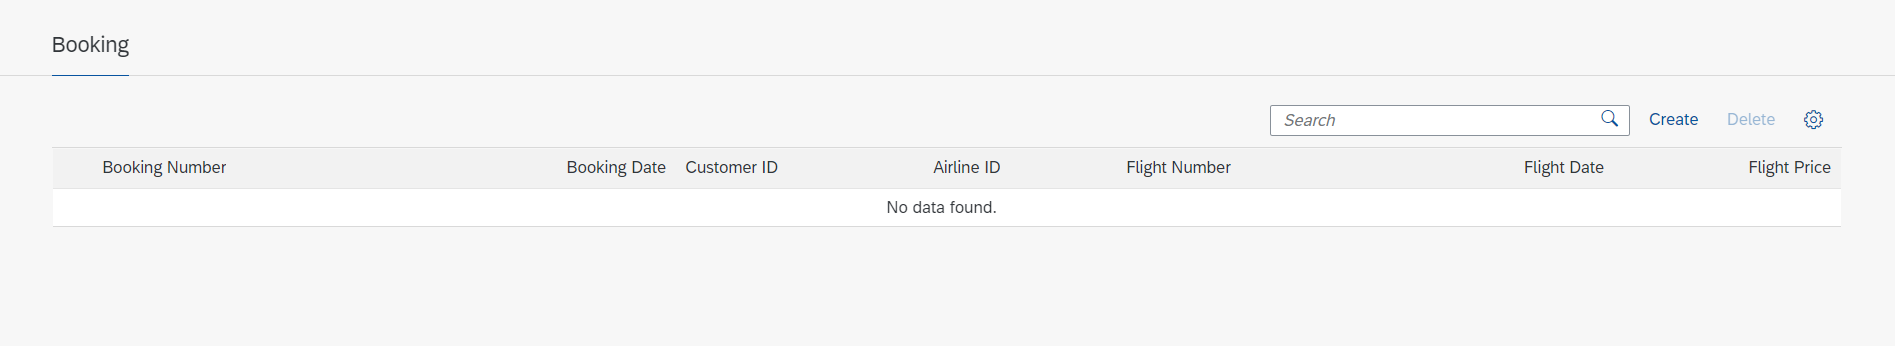 Booking
Search Create Delete
Booking Number Booking Date Customer ID Airline ID Flight Number Flight Date Flight Price
No data found.